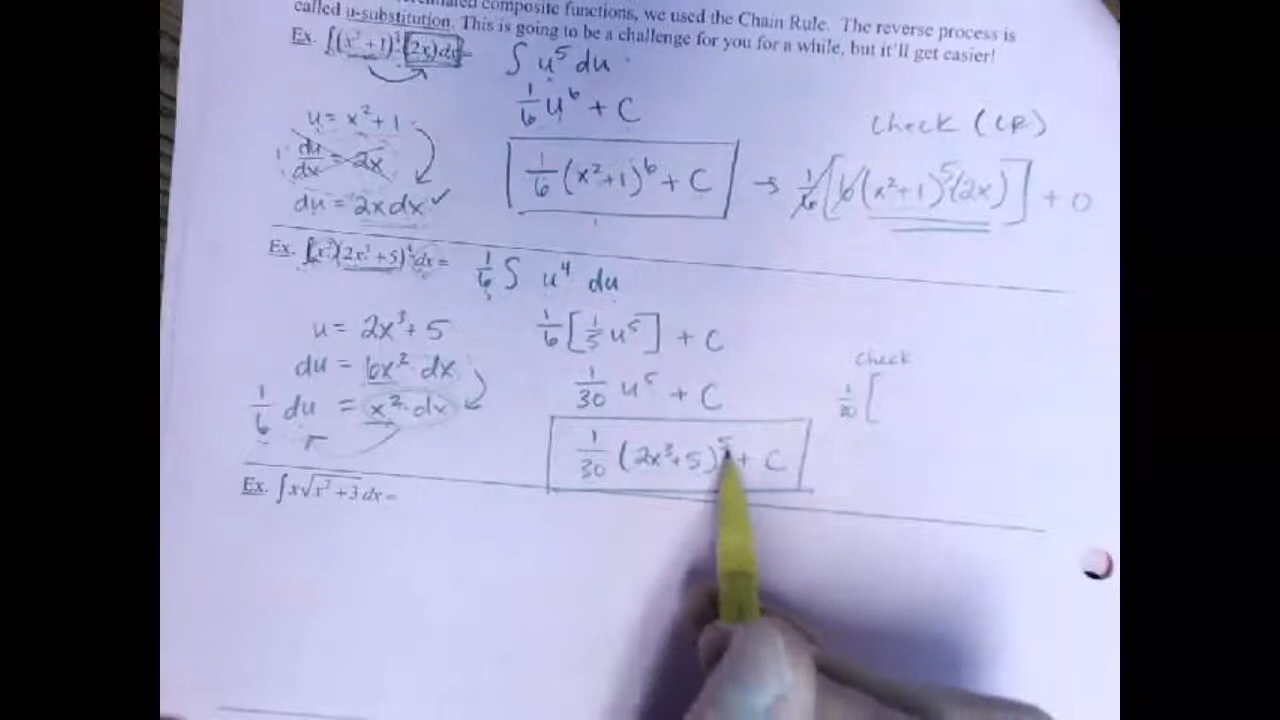 composite functions, we used the Chain Rule. The reverse process is
called u-substitution. This is going to be a challenge for you for a while, but it'll get easier!
Ex. ∫(x²+1)⁵(2x)dx= ∫ u⁵ du
1/6 u⁶ + C
u = x²+1
du/dx = 2x
du = 2x dx ✓
1/6 (x²+1)⁶ + C
Check (CR)
→ 1/6[6(x²+1)⁵(2x)] + 0
Ex. ∫(x²)(2x³+5)⁴dx= 1/6 ∫ u⁴ du
u = 2x³+5
1/6 [1/5 u⁵] + C
du = 6x² dx
1/30 u⁵ + C
1/6 du = x² dx
1/30 (2x³+5)⁵ + C
Check
1/30 [
Ex. ∫x√x²+3 dx=